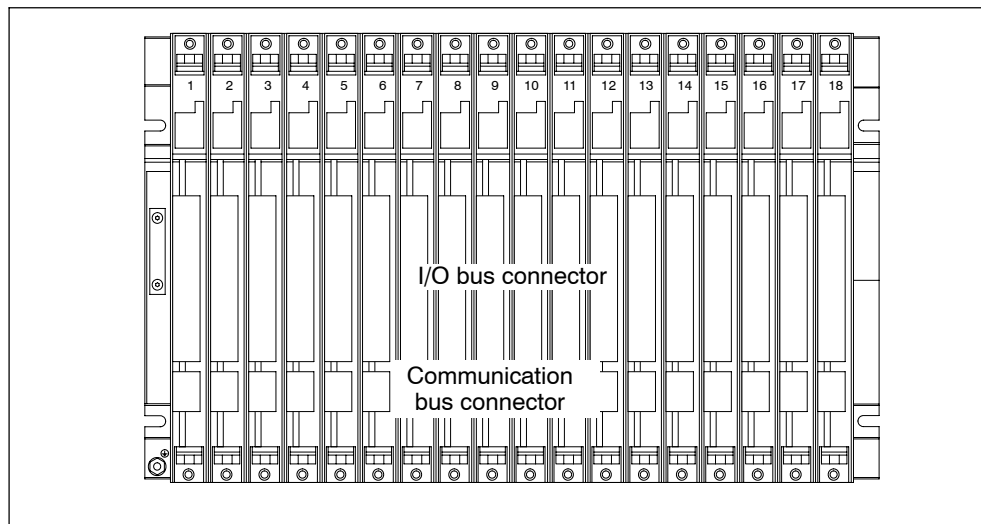 1 2 3 4 5 6 7 8 9 10 11 12 13 14 15 16 17 18
I/O bus connector
Communication
bus connector